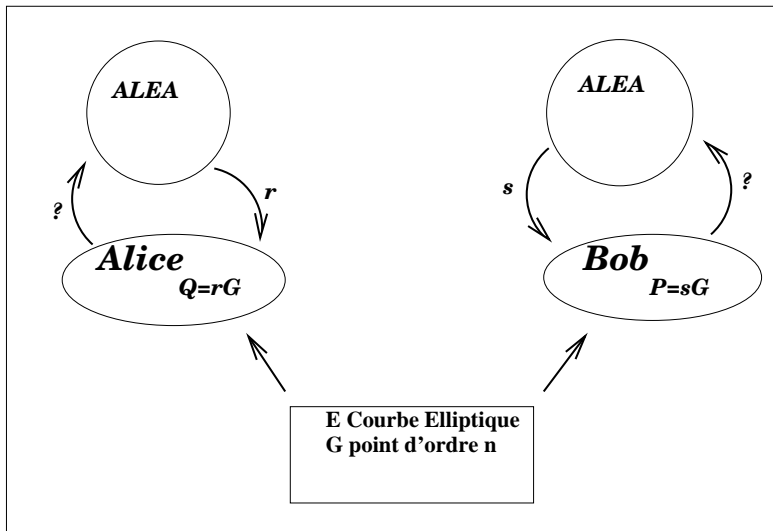 ALEA
ALEA
?
r
s
?
Alice
Q=rG
Bob
P=sG
E Courbe Elliptique
G point d'ordre n